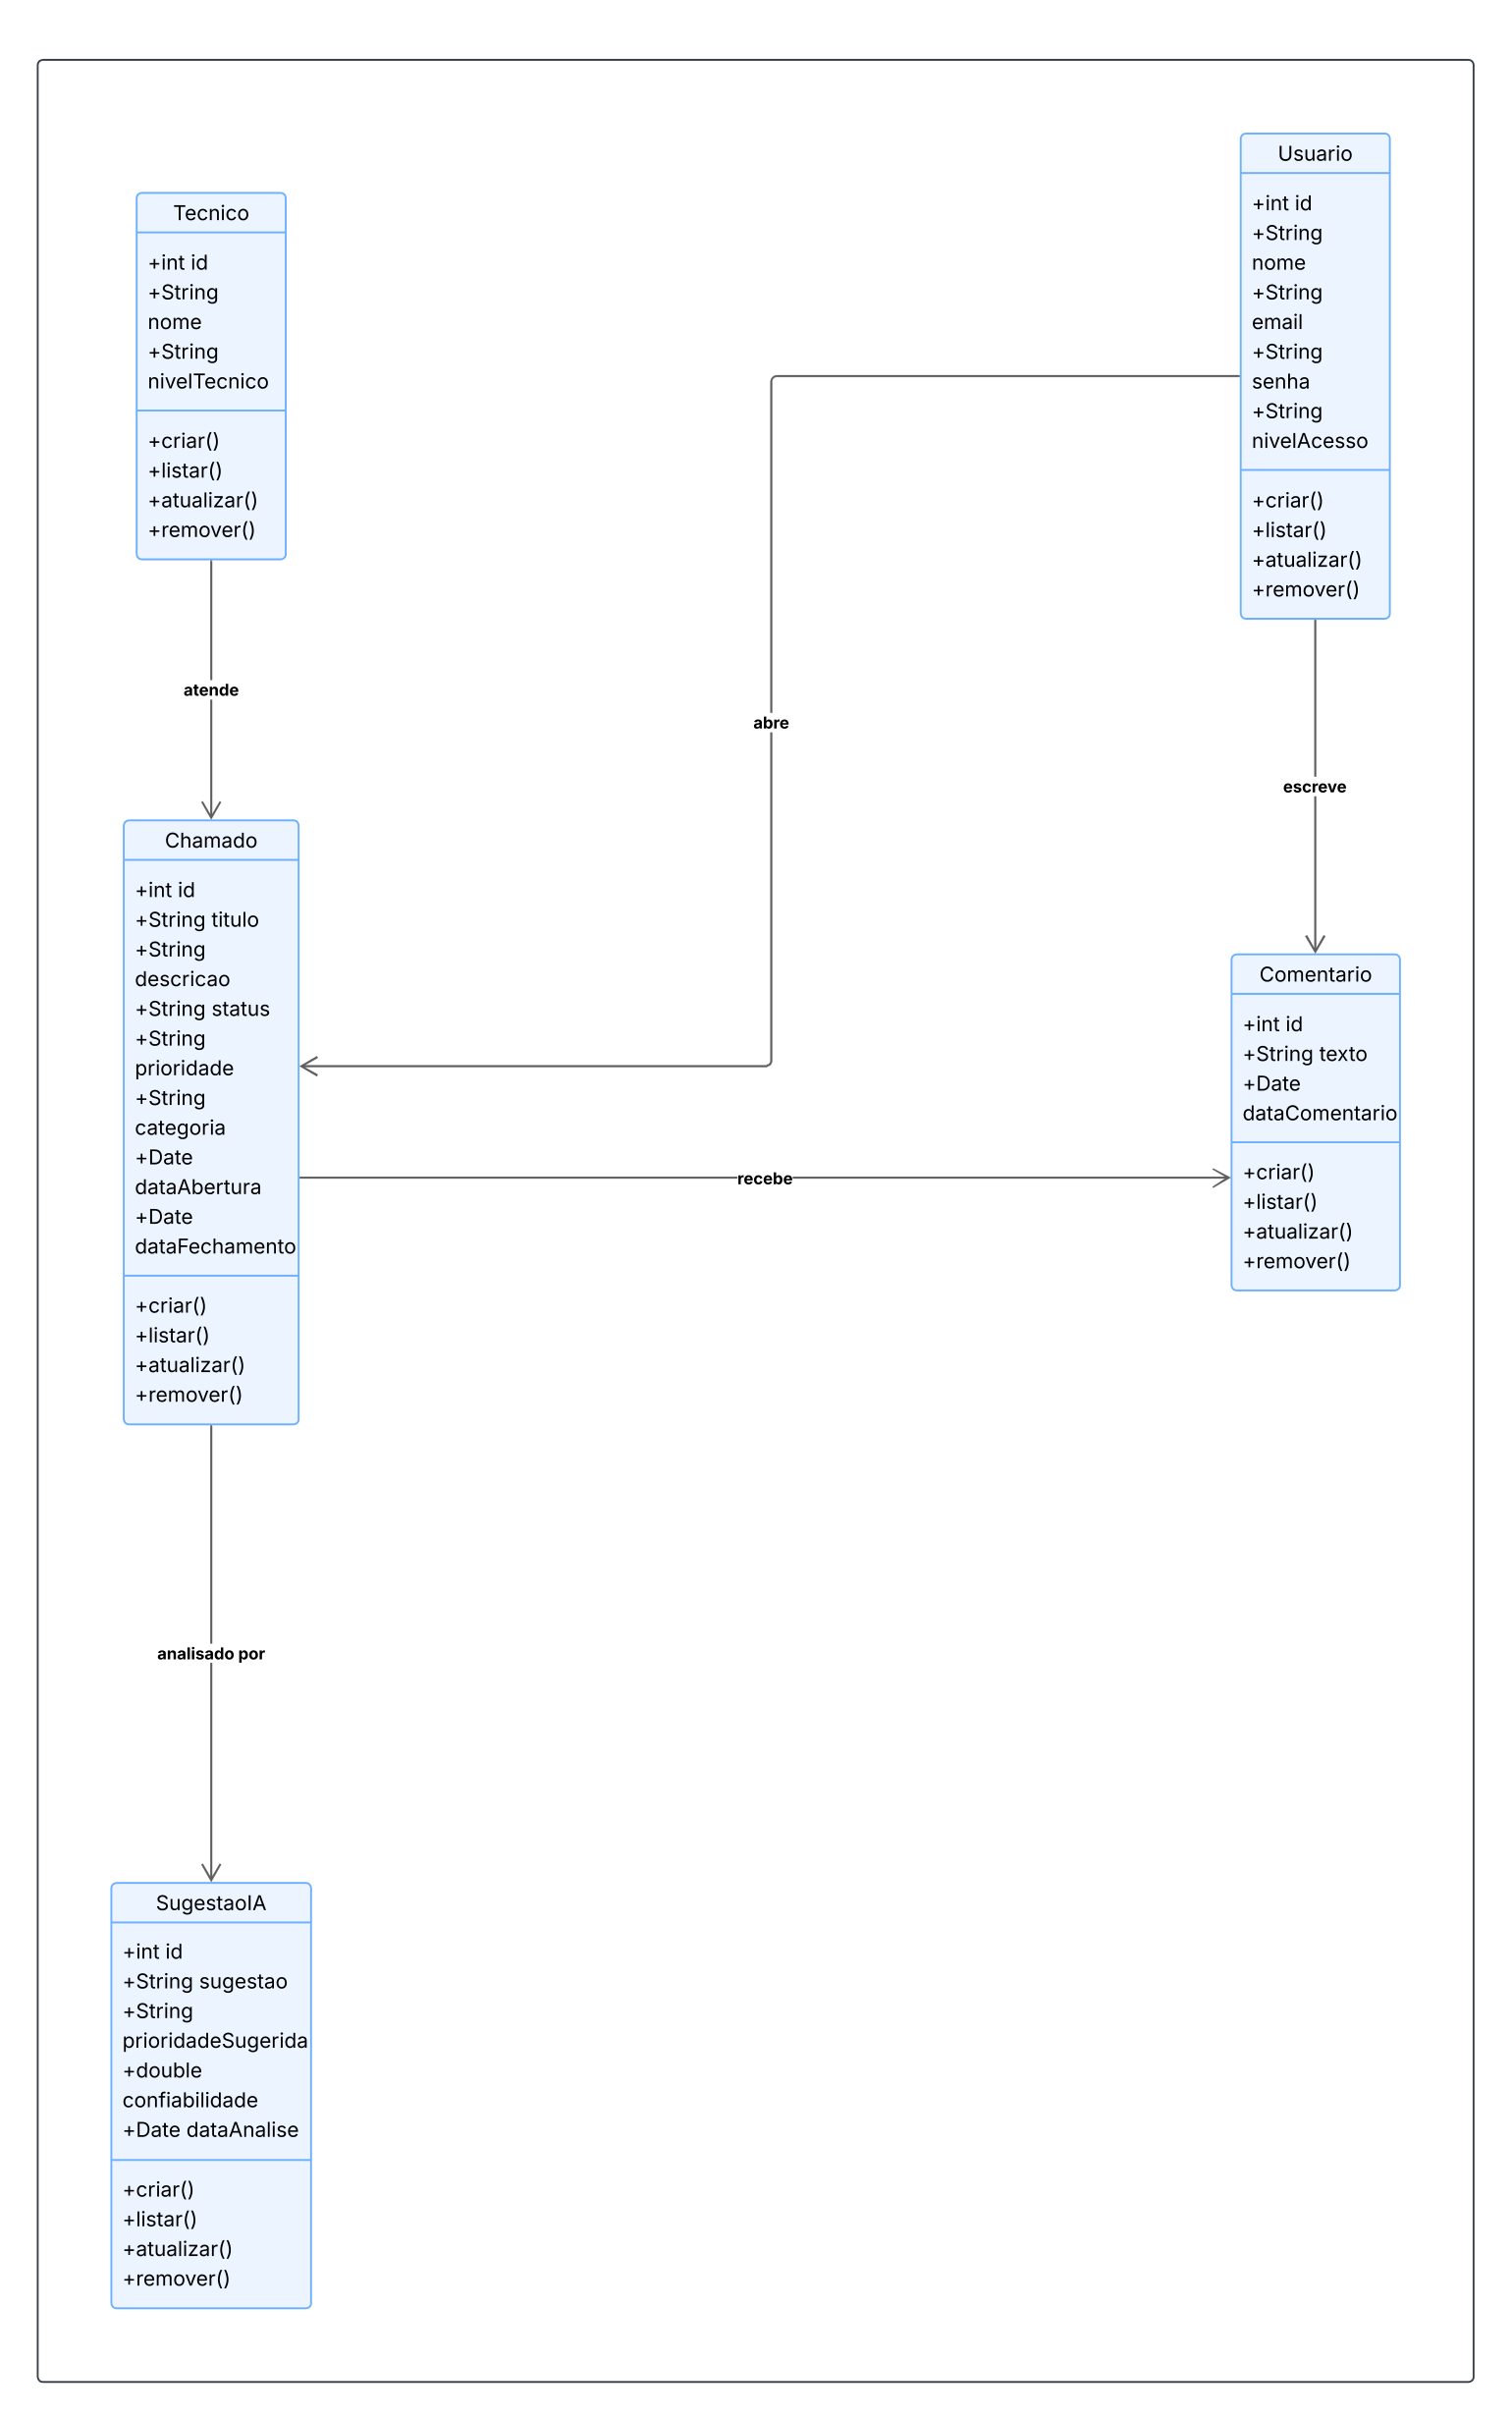 Tecnico
+int id
+String
nome
+String
nivelTecnico
+criar()
+listar()
+atualizar()
+remover()
Usuario
+int id
+String
nome
+String
email
+String
senha
+String
nivelAcesso
+criar()
+listar()
+atualizar()
+remover()
atende
abre
escreve
Chamado
+int id
+String titulo
+String
descricao
+String status
+String
prioridade
+String
categoria
+Date
dataAbertura
+Date
dataFechamento
+criar()
+listar()
+atualizar()
+remover()
recebe
Comentario
+int id
+String texto
+Date
dataComentario
+criar()
+listar()
+atualizar()
+remover()
analisado por
SugestaoIA
+int id
+String sugestao
+String
prioridadeSugerida
+double
confiabilidade
+Date dataAnalise
+criar()
+listar()
+atualizar()
+remover()